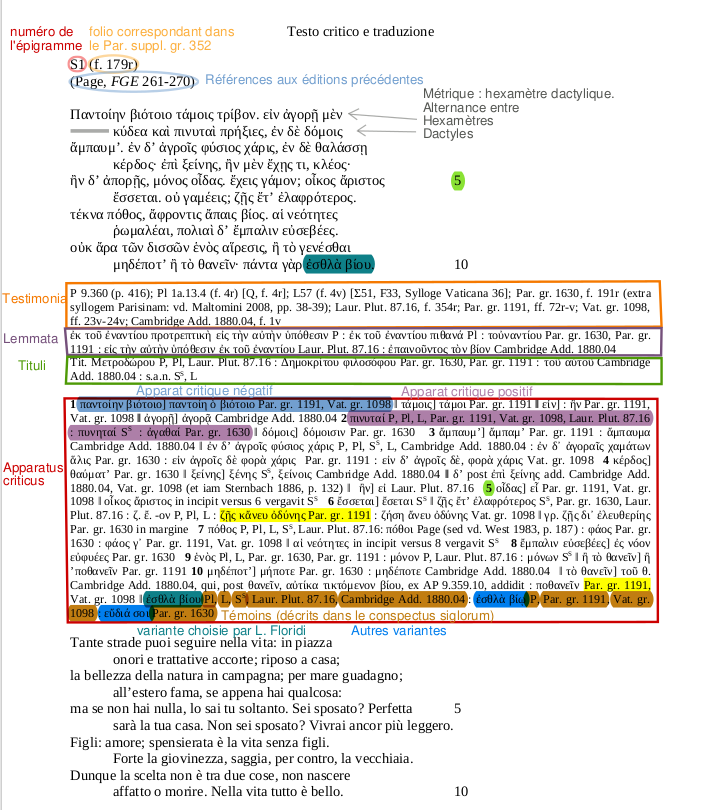 numéro de l'épigramme
folio correspondant dans le Par. suppl. gr. 352
Testo critico e traduzione
S1 (f. 179r)
(Page, FGE 261-270)
Références aux éditions précédentes
Métrique : hexamètre dactylique.
Alternance entre
Hexamètres
Dactyles
Παντοίην βιότοιο τάμοις τρίβον. εἰν ἀγορῇ μὲν
κύδεα καὶ πινυταὶ πρήξιες, ἐν δὲ δόμοις
ἄμπαυμ’. ἐν δ’ ἀγροῖς φύσιος χάρις, ἐν δὲ θαλάσσῃ
κέρδος· ἐπὶ ξείνης, ἢν μὲν ἔχῃς τι, κλέος·
ἢν δ’ ἀπορῇς, μόνος οἶδας. ἔχεις γάμον; οἶκος ἄριστος 5
ἔσσεται. οὐ γαμέεις; ζῇς ἔτ’ ἐλαφρότερος.
τέκνα πόθος, ἄφροντις ἄπαις βίος. αἱ νεότητες
ῥωμαλέαι, πολιαὶ δ’ ἔμπαλιν εὐσεβέες.
οὐκ ἄρα τῶν δισσῶν ἑνὸς αἵρεσις, ἢ τὸ γενέσθαι
μηδέποτ’ ἢ τὸ θανεῖν· πάντα γὰρ ἐσθλὰ βίου. 10
Testimonia
P 9.360 (p. 416); Pl 1a.13.4 (f. 4r) [Q, f. 4r]; L57 (f. 4v) [Σ51, F33, Sylloge Vaticana 36]; Par. gr. 1630, f. 191r (extra
syllogem Parisinam: vd. Maltomini 2008, pp. 38-39); Laur. Plut. 87.16, f. 354r; Par. gr. 1191, ff. 72r-v; Vat. gr. 1098,
ff. 23v-24v; Cambridge Add. 1880.04, f. 1v
Lemmata
ἐκ τοῦ ἐναντίου προτρεπτικὴ εἰς τὴν αὐτὴν ὑπόθεσιν P : ἐκ τοῦ ἐναντίου πιθανά Pl : τοὐναντίον Par. gr. 1630, Par. gr.
1191 : εἰς τὴν αὐτὴν ὑπόθεσιν ἐκ τοῦ ἐναντίου Laur. Plut. 87.16 : ἐπαινοῦντος τὸν βίον Cambridge Add. 1880.04
Tituli
Tit. Μητροδώρου P, Pl, Laur. Plut. 87.16 : Δημοκρίτου φιλοσόφου Par. gr. 1630, Par. gr. 1191 : τοῦ αὐτοῦ Cambridge
Add. 1880.04 : s.a.n. Sˢ, L
Apparat critique négatif
Apparat critique positif
Apparatus criticus
1 παντοίην βιότοιο] παντοίη ὁ βιότοιο Par. gr. 1191, Vat. gr. 1098 ‖ τάμοις] τάμοι Par. gr. 1191 ‖ εἰν] : ἢν Par. gr. 1191,
Vat. gr. 1098 ‖ ἀγορῇ] ἀγορᾷ Cambridge Add. 1880.04 2 πινυταί P, Pl, L, Par. gr. 1191, Vat. gr. 1098, Laur. Plut. 87.16
: πυνηταί Sˢ : ἀγαθαί Par. gr. 1630 ‖ δόμοις] δόμοισιν Par. gr. 1630 3 ἄμπαυμ’] ἄμπαμ’ Par. gr. 1191 : ἄμπαυμα
Cambridge Add. 1880.04 ‖ ἐν δ’ ἀγροῖς φύσιος χάρις P, Pl, Sˢ, L, Cambridge Add. 1880.04 : ἐν δ’ ἀγοραῖς χαμάτων
ἅλις Par. gr. 1630 : εἰν ἀγροῖς δὲ φορὰ χάρις Par. gr. 1191 : εἰν δ’ ἀγροῖς δὲ, φορὰ χάρις Vat. gr. 1098 4 κέρδος]
θαύματ’ Par. gr. 1630 ‖ ξείνης] ξένης Sˢ, ξείνοις Cambridge Add. 1880.04 ‖ δ’ post ἐπὶ ξείνης add. Cambridge Add.
1880.04, Vat. gr. 1098 (et iam Sternbach 1886, p. 132) ‖ ἢν] εἰ Laur. Plut. 87.16 5 οἶδας] εἶ Par. gr. 1191, Vat. gr.
1098 ‖ οἶκος ἄριστος in incipit versus 6 vergavit Sˢ 6 ἔσσεται] ἔσεται Sˢ ‖ ζῇς ἔτ’ ἐλαφρότερος Sˢ, Par. gr. 1630, Laur.
Plut. 87.16 : ζ. ἔ. -ον P, Pl, L : ζῇς κἄνευ ὀδύνης Par. gr. 1191 : ζήσῃ ἄνευ ὀδύνης Vat. gr. 1098 ‖ γρ. ζῇς δι’ ἐλευθερίης
Par. gr. 1630 in margine 7 πόθος P, Pl, L, Sˢ, Laur. Plut. 87.16: πόθοι Page (sed vd. West 1983, p. 187) : φάος Par. gr.
1630 : φάος γ’ Par. gr. 1191, Vat. gr. 1098 ‖ αἱ νεότητες in incipit versus 8 vergavit Sˢ 8 ἔμπαλιν εὐσεβέες] ἐς νόον
εὐφυέες Par. gr. 1630 9 ἑνὸς Pl, L, Par. gr. 1630, Par. gr. 1191 : μόνον P, Laur. Plut. 87.16 : μόνων Sˢ ‖ ἢ τὸ θανεῖν] ἢ
’ποθανεῖν Par. gr. 1191 10 μηδέποτ’] μήποτε Par. gr. 1630 : μηδέποτε Cambridge Add. 1880.04 ‖ τὸ θανεῖν] τοῦ θ.
Cambridge Add. 1880.04, qui, post θανεῖν, αὐτίκα τικτόμενον βίου, ex AP 9.359.10, addidit : ποθανεῖν Par. gr. 1191,
Vat. gr. 1098 ‖ ἐσθλὰ βίου Pl, L, Sˢ, Laur. Plut. 87.16, Cambridge Add. 1880.04 : ἐσθλὰ βίῳ P, Par. gr. 1191, Vat. gr.
1098 : εὔδιά σοι Par. gr. 1630
Témoins (décrits dans le conspectus siglorum)
variante choisie par L. Floridi
Autres variantes
Tante strade puoi seguire nella vita: in piazza
onori e trattative accorte; riposo a casa;
la bellezza della natura in campagna; per mare guadagno;
all’estero fama, se appena hai qualcosa:
ma se non hai nulla, lo sai tu soltanto. Sei sposato? Perfetta 5
sarà la tua casa. Non sei sposato? Vivrai ancor più leggero.
Figli: amore; spensierata è la vita senza figli.
Forte la giovinezza, saggia, per contro, la vecchiaia.
Dunque la scelta non è tra due cose, non nascere
affatto o morire. Nella vita tutto è bello. 10